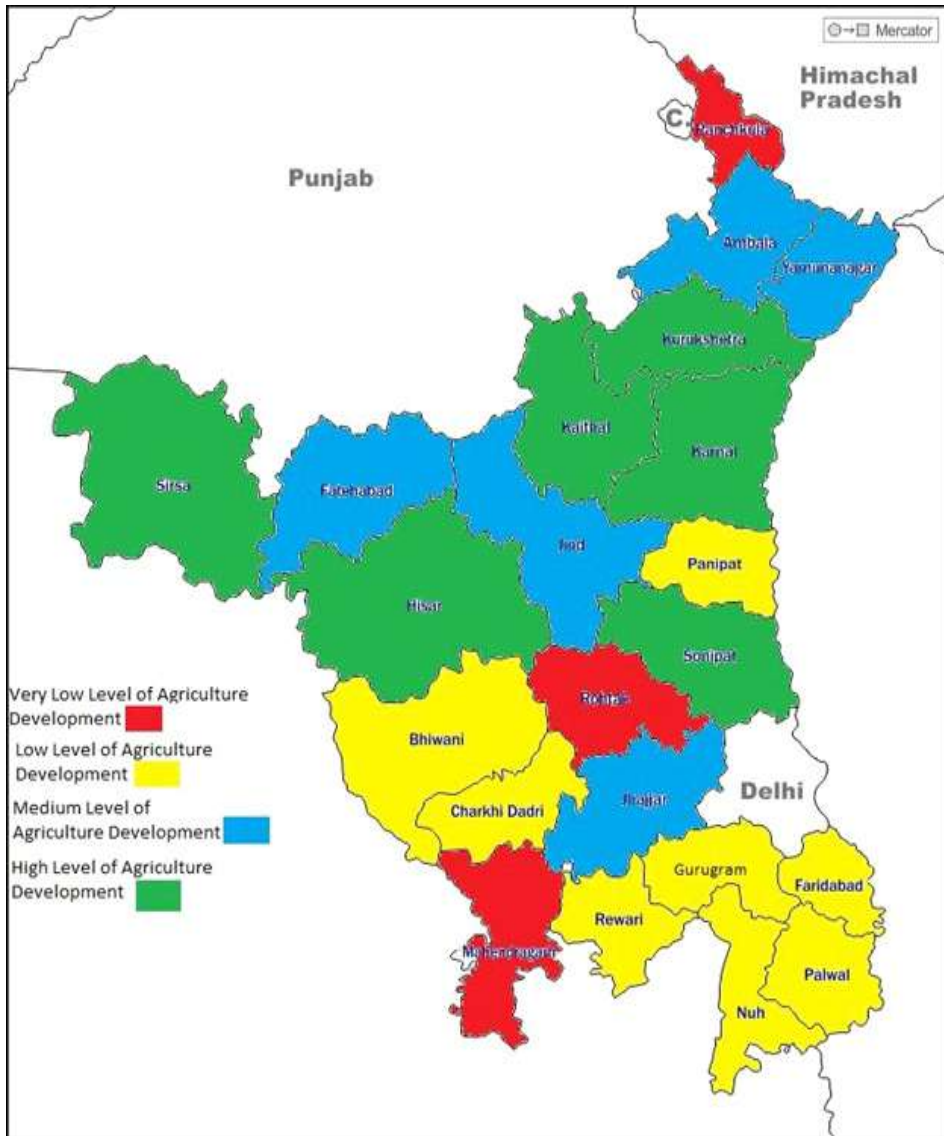 Mercator
Himachal
Pradesh
C.
Panchkula
Punjab
Ambala
Yamunanagar
Kurukshetra
Kaithal
Karnal
Sirsa
Fatehabad
Jind
Panipat
Hisar
Sonipat
Very Low Level of Agriculture
Development
Rohtak
Low Level of Agriculture
Development
Bhiwani
Medium Level of
Agriculture Development
Charkhi Dadri
Jhajjar
Delhi
High Level of Agriculture
Development
Gurugram
Faridabad
Rewari
Mahendragarh
Palwal
Nuh